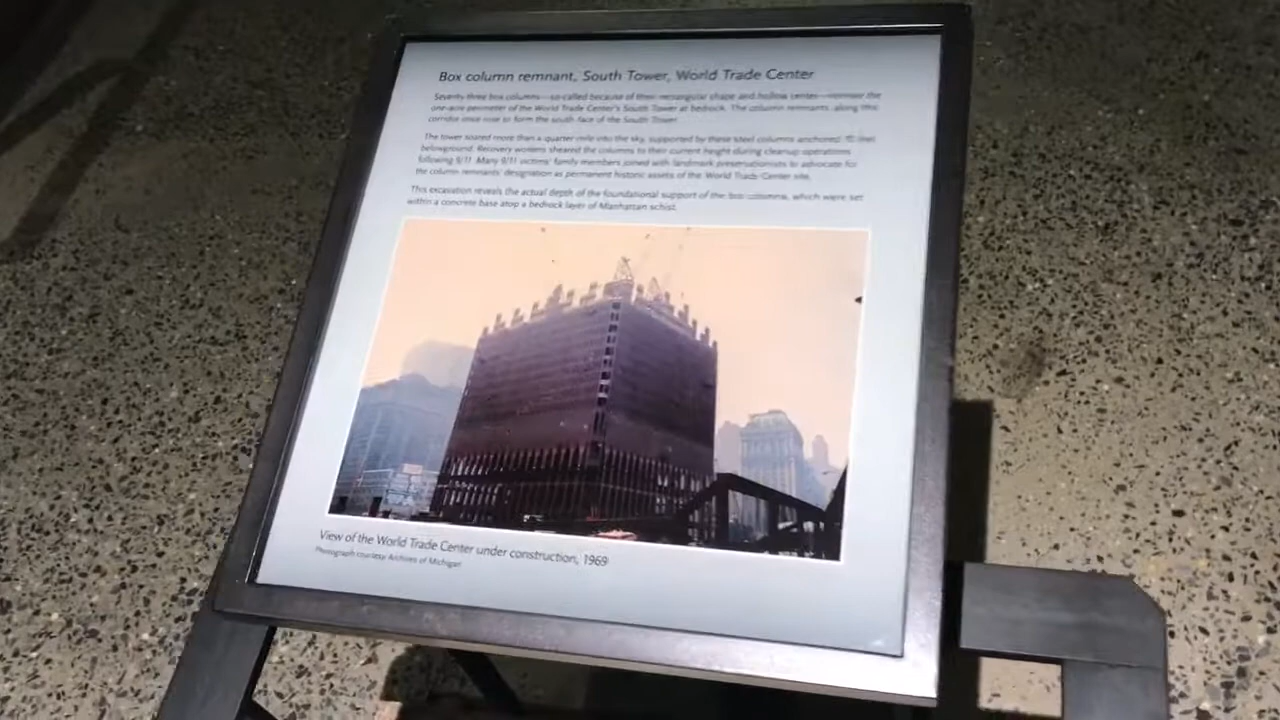 Box column remnant, South Tower, World Trade Center
Seventy-three box columns—so-called because of their rectangular shape and hollow center—remain the
one-acre perimeter of the World Trade Center's South Tower at bedrock. The column remnants along this
corridor once rose to form the south face of the South Tower.
The tower soared more than a quarter mile into the sky, supported by these steel columns anchored 70 feet
belowground. Recovery workers sheared the columns to their current height during cleanup operations
following 9/11. Many 9/11 victims' family members joined with landmark preservationists to advocate for
the column remnants' designation as permanent historic assets of the World Trade Center site.
This excavation reveals the actual depth of the foundational support of the box columns, which were set
within a concrete base atop a bedrock layer of Manhattan schist.
View of the World Trade Center under construction, 1969
Photograph courtesy Archives of Michigan